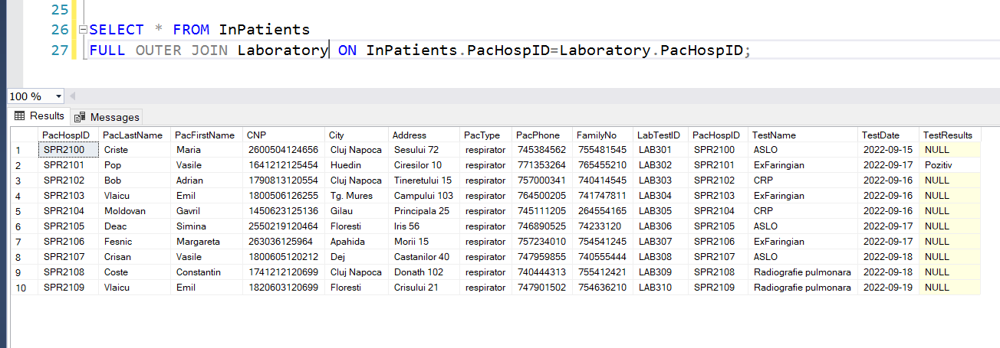 25
26 SELECT * FROM InPatients
27 FULL OUTER JOIN Laboratory ON InPatients.PacHospID=Laboratory.PacHospID;
100 %
Results Messages
PacHospID PacLastName PacFirstName CNP City Address PacType PacPhone FamilyNo LabTestID PacHospID TestName TestDate TestResults
1 SPR2100 Criste Maria 2600504124656 Cluj Napoca Sesului 72 respirator 745384562 755481545 LAB301 SPR2100 ASLO 2022-09-15 NULL
2 SPR2101 Pop Vasile 1641212125454 Huedin Ciresilor 10 respirator 771353264 765455210 LAB302 SPR2101 ExFaringian 2022-09-17 Pozitiv
3 SPR2102 Bob Adrian 1790813120554 Cluj Napoca Tineretului 15 respirator 757000341 740414545 LAB303 SPR2102 CRP 2022-09-16 NULL
4 SPR2103 Vlaicu Emil 1800506126255 Tg. Mures Campului 103 respirator 764500205 741747811 LAB304 SPR2103 ExFaringian 2022-09-16 NULL
5 SPR2104 Moldovan Gavril 1450623125136 Gilau Principala 25 respirator 745111205 264554165 LAB305 SPR2104 CRP 2022-09-16 NULL
6 SPR2105 Deac Simina 2550219120464 Floresti Iris 56 respirator 746890525 74233120 LAB306 SPR2105 ASLO 2022-09-17 NULL
7 SPR2106 Fesnic Margareta 263036125964 Apahida Morii 15 respirator 757234010 754541245 LAB307 SPR2106 ExFaringian 2022-09-17 NULL
8 SPR2107 Crisan Vasile 1800605120212 Dej Castanilor 40 respirator 747959855 740555444 LAB308 SPR2107 ASLO 2022-09-18 NULL
9 SPR2108 Coste Constantin 1741212120699 Cluj Napoca Donath 102 respirator 740444313 755412421 LAB309 SPR2108 Radiografie pulmonara 2022-09-18 NULL
10 SPR2109 Vlaicu Emil 1820603120699 Floresti Crisului 21 respirator 747901502 754636210 LAB310 SPR2109 Radiografie pulmonara 2022-09-19 NULL